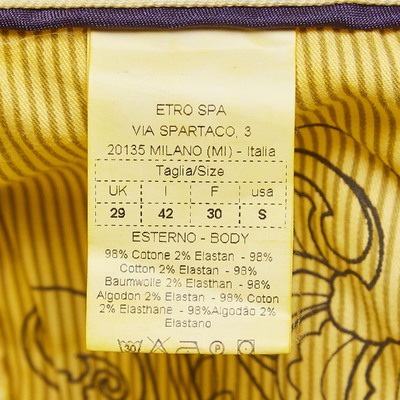 ETRO SPA
VIA SPARTACO, 3
20135 MILANO (MI) - Italia
Taglia/Size
UK I F usa
29 42 30 S
ESTERNO - BODY
98% Cotone 2% Elastan - 98%
Cotton 2% Elastan - 98%
Baumwolle 2% Elasthan - 98%
Algodon 2% Elastan - 98% Coton
2% Elasthane - 98%Algodão 2%
Elastano
30 P